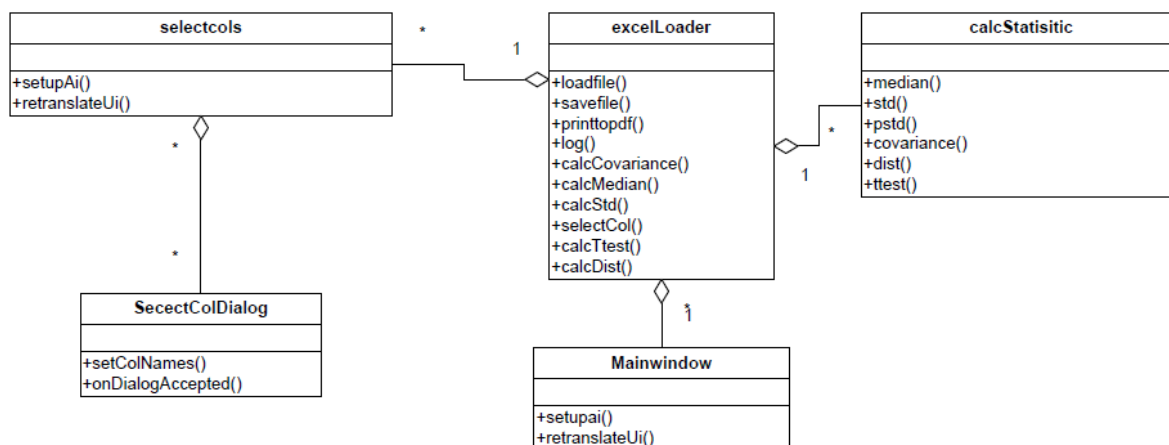 selectcols
+setupAi()
+retranslateUi()
*
1
excelLoader
+loadfile()
+savefile()
+printtopdf()
+log()
+calcCovariance()
+calcMedian()
+calcStd()
+selectCol()
+calcTtest()
+calcDist()
calcStatisitic
+median()
+std()
+pstd()
+covariance()
+dist()
+ttest()
*
1
*
*
SecectColDialog
+setColNames()
+onDialogAccepted()
*
1
Mainwindow
+setupai()
+retranslateUi()